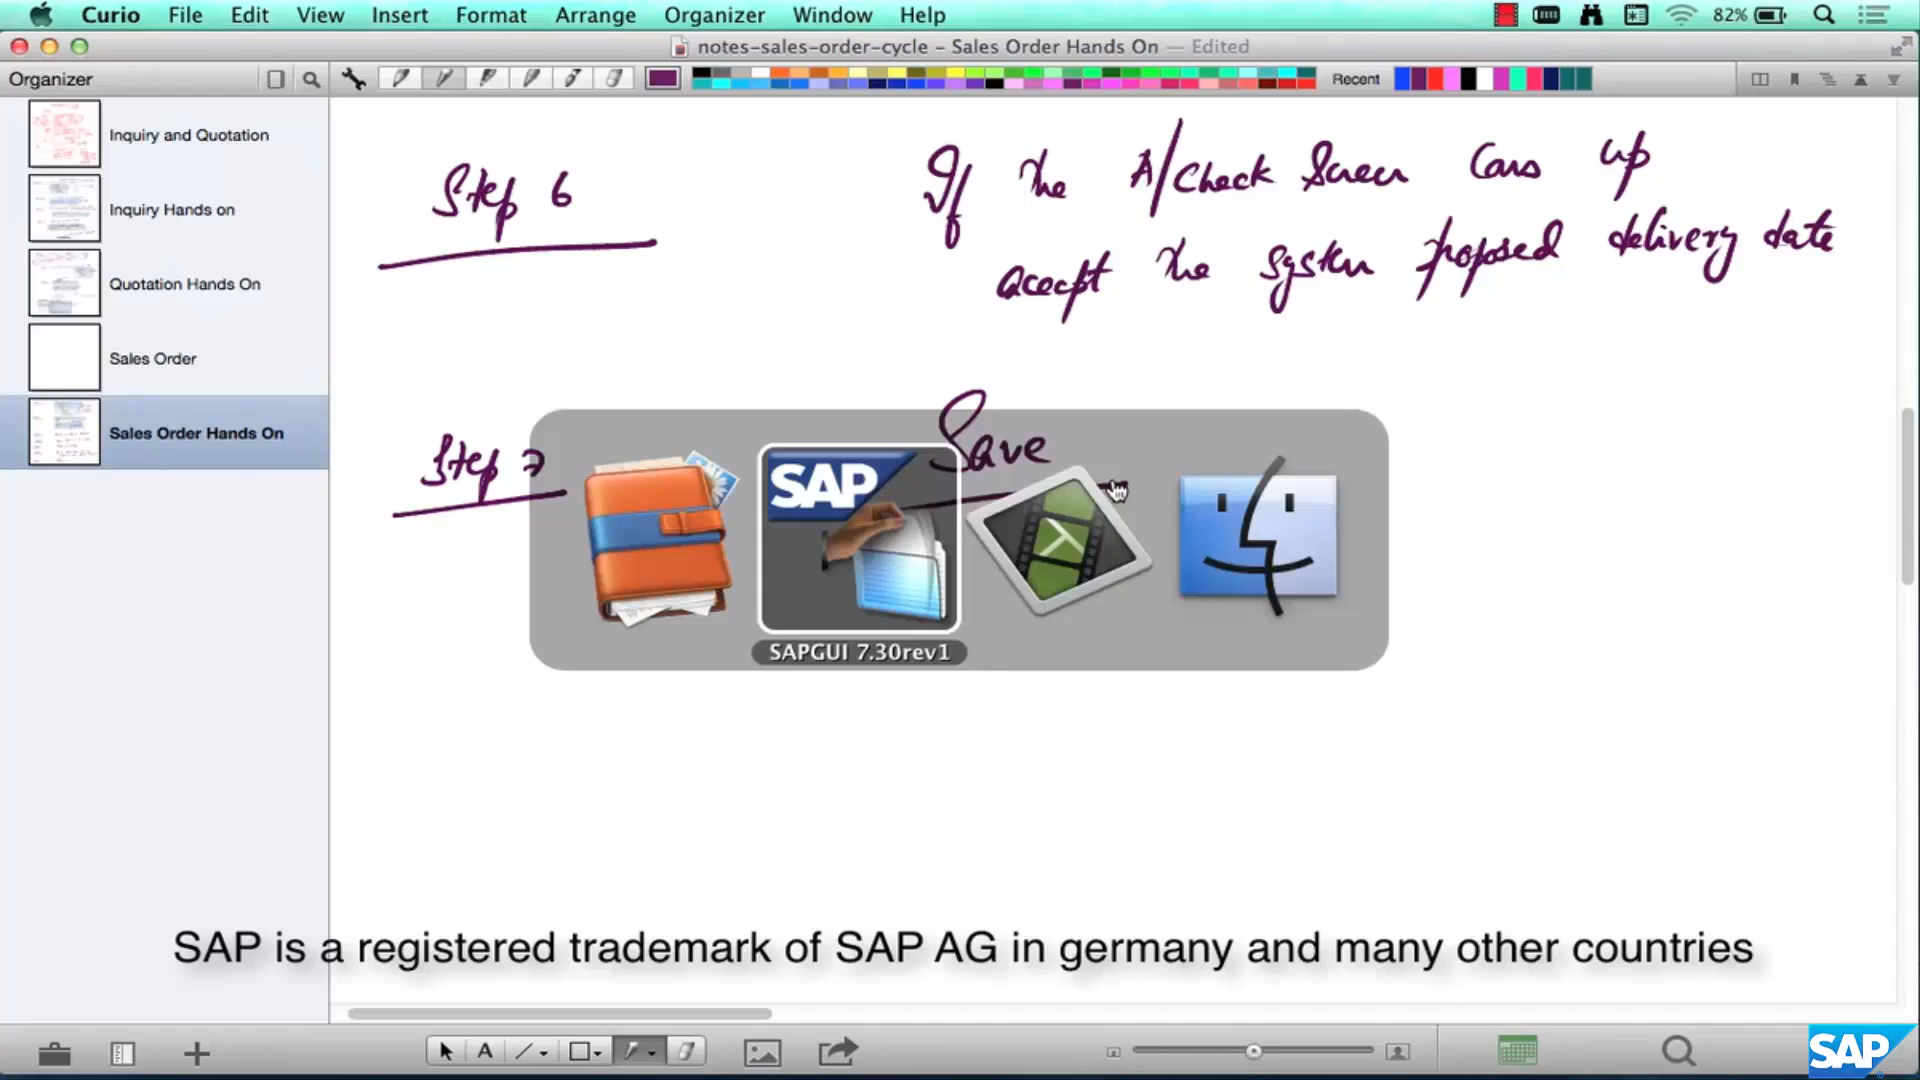 Curio File Edit View Insert Format Arrange Organizer Window Help 82%
notes-sales-order-cycle – Sales Order Hands On — Edited
Organizer
Recent
Inquiry and Quotation
Inquiry Hands on
Quotation Hands On
Sales Order
Sales Order Hands On
Step 6
If the A/Check Screen Coms up
accept the system proposed delivery date
Step 7
Save
SAP
SAPGUI 7.30rev1
SAP is a registered trademark of SAP AG in germany and many other countries
A
SAP